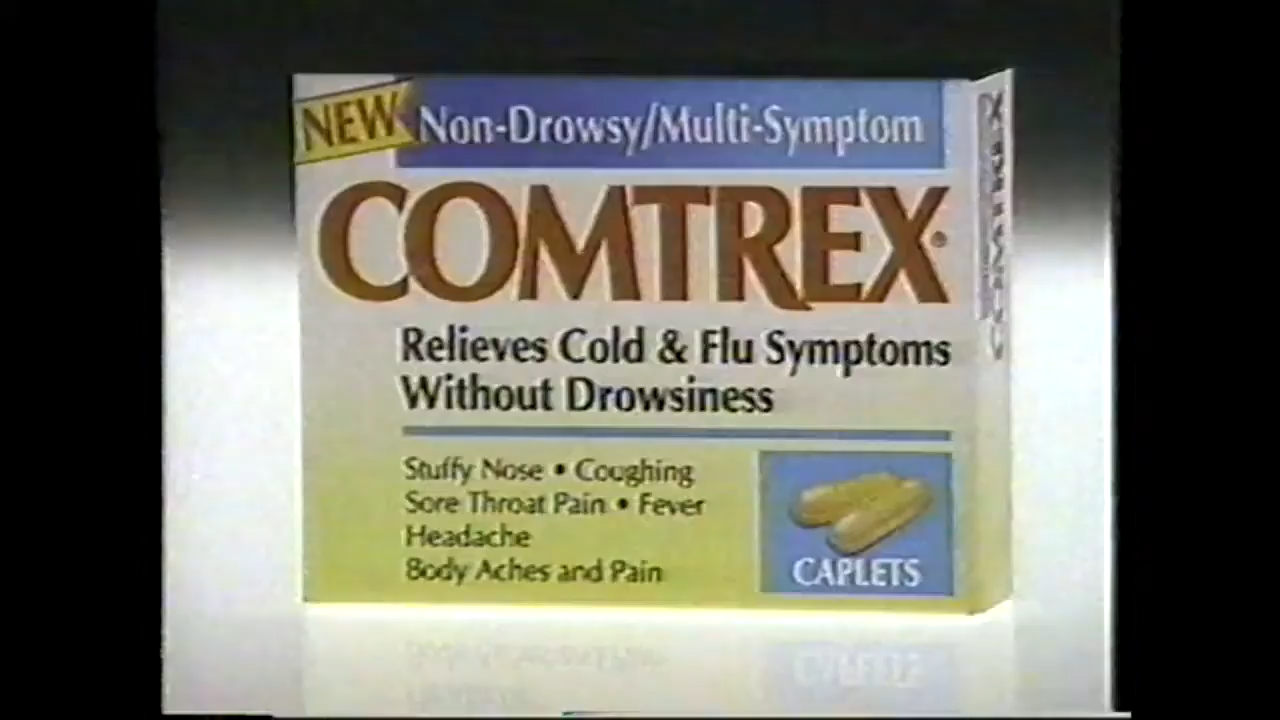 NEW
Non-Drowsy/Multi-Symptom
COMTREX®
Relieves Cold & Flu Symptoms
Without Drowsiness
Stuffy Nose • Coughing
Sore Throat Pain • Fever
Headache
Body Aches and Pain
CAPLETS
COMTREX